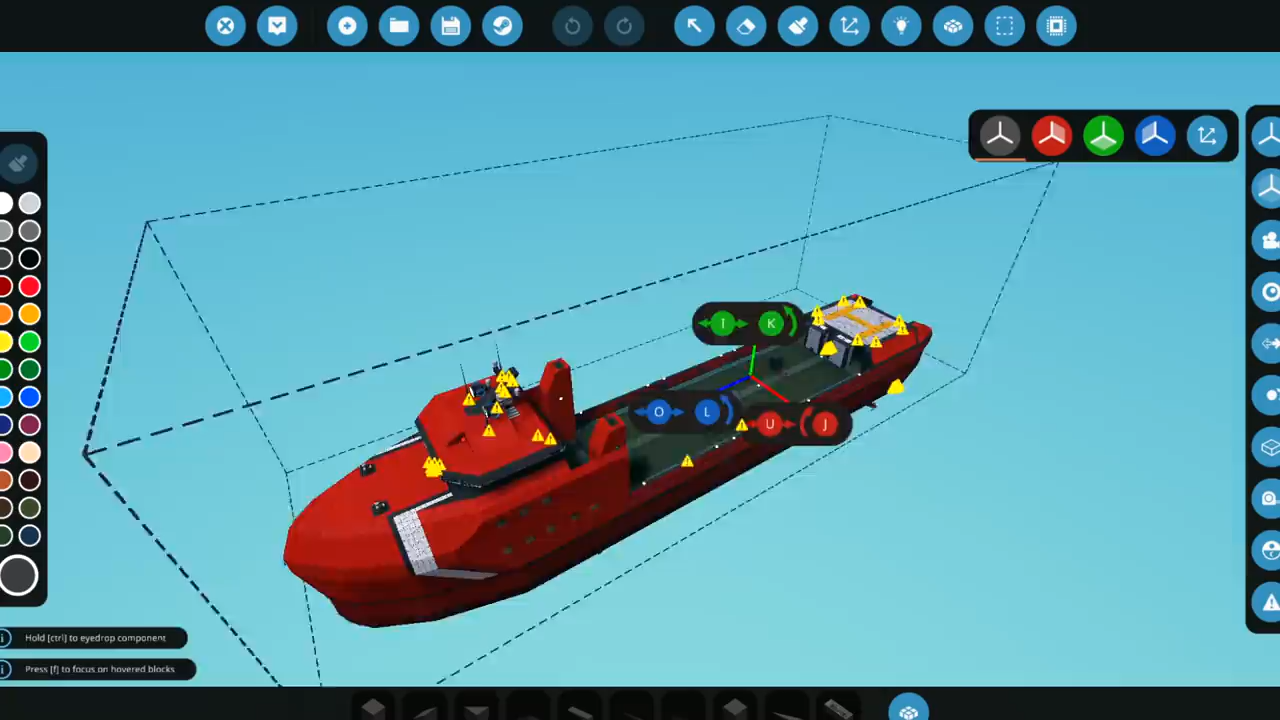 I K
O L
U J
Hold [ctrl] to eyedrop component
Press [f] to focus on hovered blocks